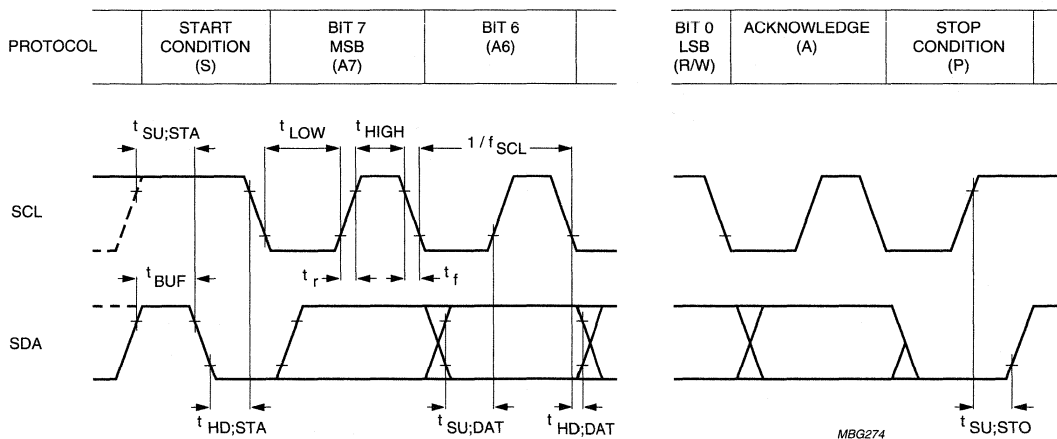 PROTOCOL
START
CONDITION
(S)
BIT 7
MSB
(A7)
BIT 6
(A6)
BIT 0
LSB
(R/W)
ACKNOWLEDGE
(A)
STOP
CONDITION
(P)
t SU;STA
t LOW
t HIGH
1 / f SCL
SCL
t BUF
t r
t f
SDA
t HD;STA
t SU;DAT
t HD;DAT
t SU;STO
MBG274